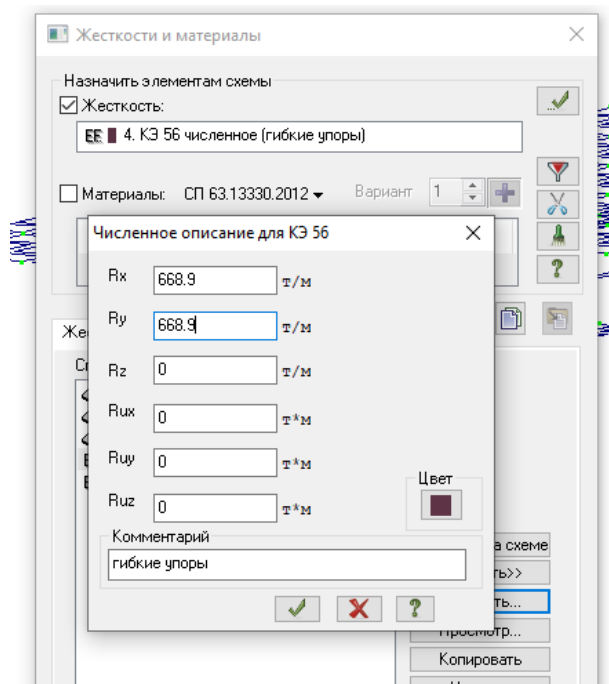 Жесткости и материалы
Назначить элементам схемы
Жесткость:
4. КЭ 56 численное (гибкие упоры)
Материалы: СП 63.13330.2012 Вариант 1
Численное описание для КЭ 56
Rx 668.9 т/м
Ry 668.9 т/м
Rz 0 т/м
Rux 0 т*м
Ruy 0 т*м
Ruz 0 т*м
Цвет
Комментарий
гибкие упоры
Просмотр...
Копировать